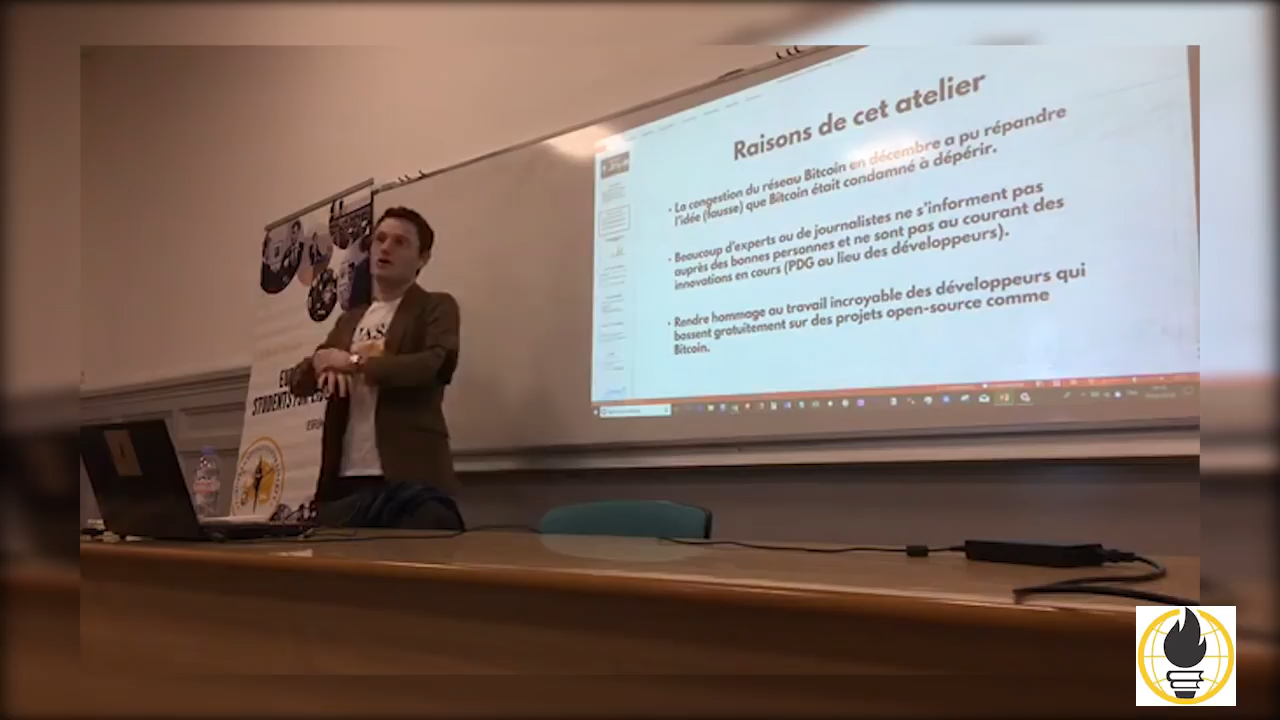 Raisons de cet atelier
• La congestion du réseau Bitcoin en décembre a pu répandre
l'idée (fausse) que Bitcoin était condamné à dépérir.
• Beaucoup d'experts ou de journalistes ne s'informent pas
auprès des bonnes personnes et ne sont pas au courant des
innovations en cours (PDG au lieu des développeurs).
• Rendre hommage au travail incroyable des développeurs qui
bossent gratuitement sur des projets open-source comme
Bitcoin.
STUDENTS FOR